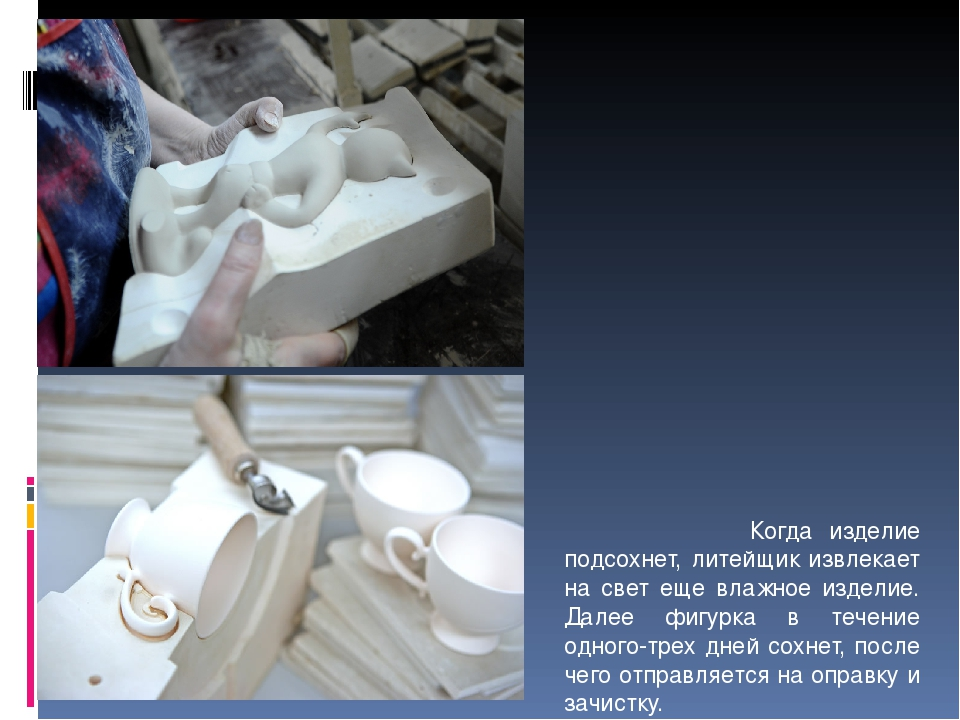 Когда изделие
подсохнет, литейщик извлекает
на свет еще влажное изделие.
Далее фигурка в течение
одного-трех дней сохнет, после
чего отправляется на оправку и
зачистку.